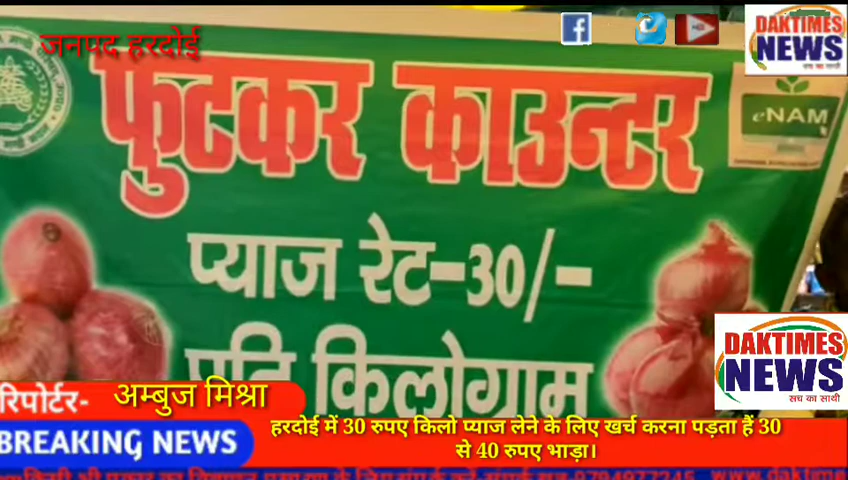 जनपद हरदोई
DAKTIMES
NEWS
सच का साथी
फुटकर काउन्टर
eNAM
प्याज रेट-30/-
प्रति किलोग्राम
DAKTIMES
NEWS
सच का साथी
रिपोर्टर- अम्बुज मिश्रा
BREAKING NEWS
हरदोई में 30 रुपए किलो प्याज लेने के लिए खर्च करना पड़ता हैं 30
से 40 रुपए भाड़ा।